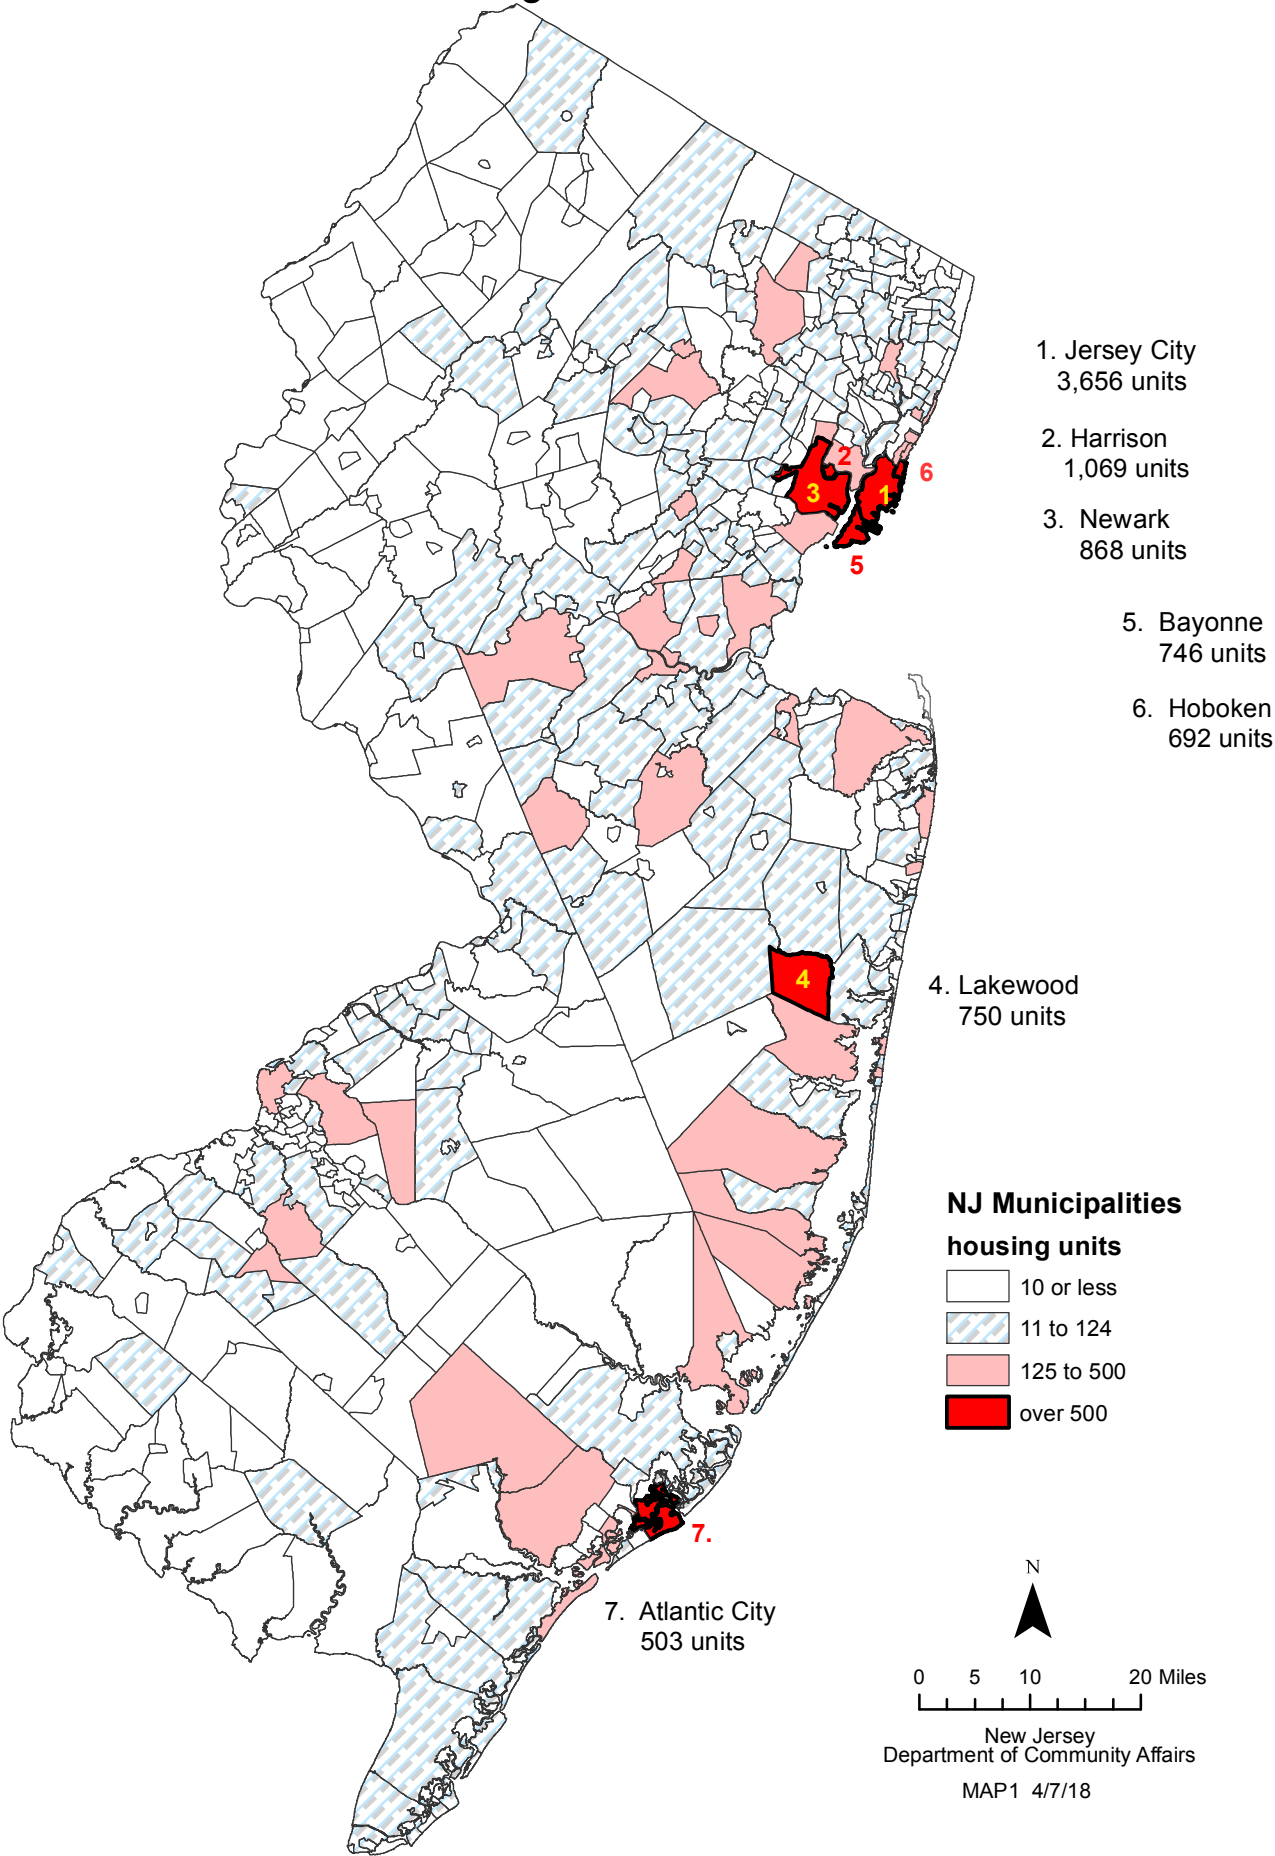 1. Jersey City
3,656 units
2. Harrison
1,069 units
3. Newark
868 units
5. Bayonne
746 units
6. Hoboken
692 units
2
6
3
1
5
4
4. Lakewood
750 units
NJ Municipalities
housing units
10 or less
11 to 124
125 to 500
over 500
7.
7. Atlantic City
503 units
N
0 5 10 20 Miles
New Jersey
Department of Community Affairs
MAP1 4/7/18